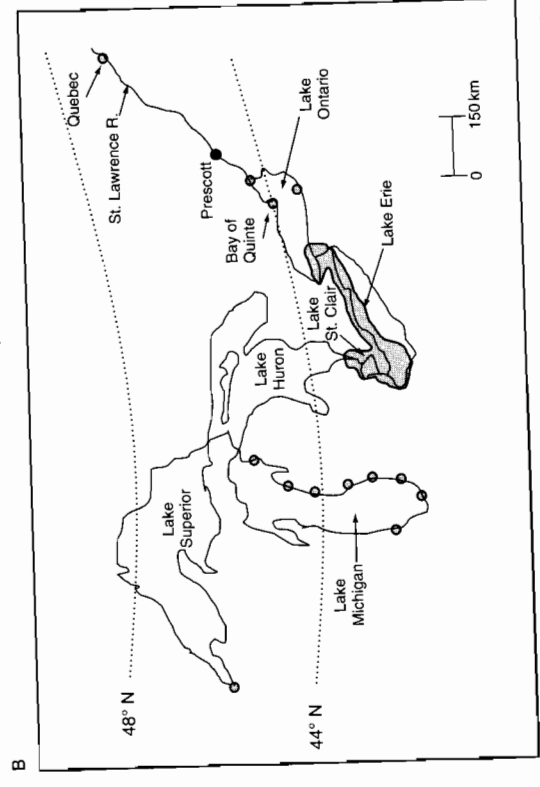 B
Quebec
St. Lawrence R.
Prescott
Bay of
Quinte
Lake
Ontario
0
150 km
Lake Erie
Lake
St. Clair
Lake
Huron
Lake
Superior
Lake
Michigan
48° N
44° N